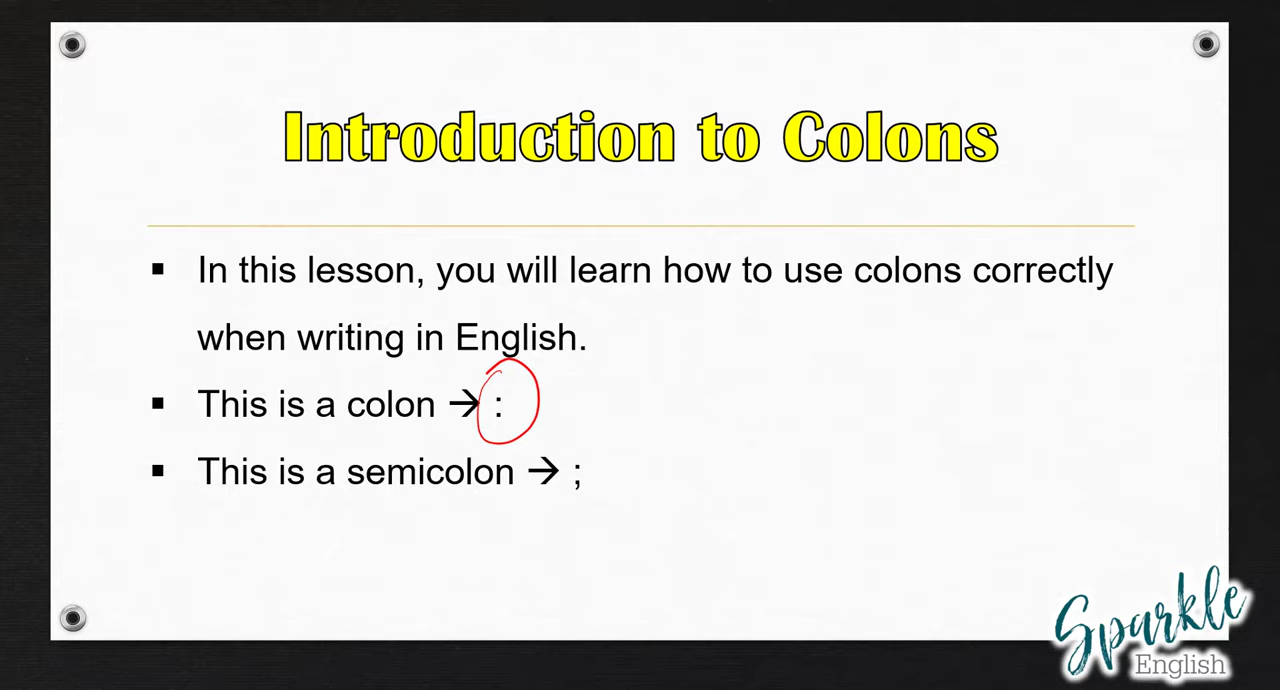 Introduction to Colons
▪ In this lesson, you will learn how to use colons correctly
when writing in English.
▪ This is a colon → :
▪ This is a semicolon → ;
Sparkle
English